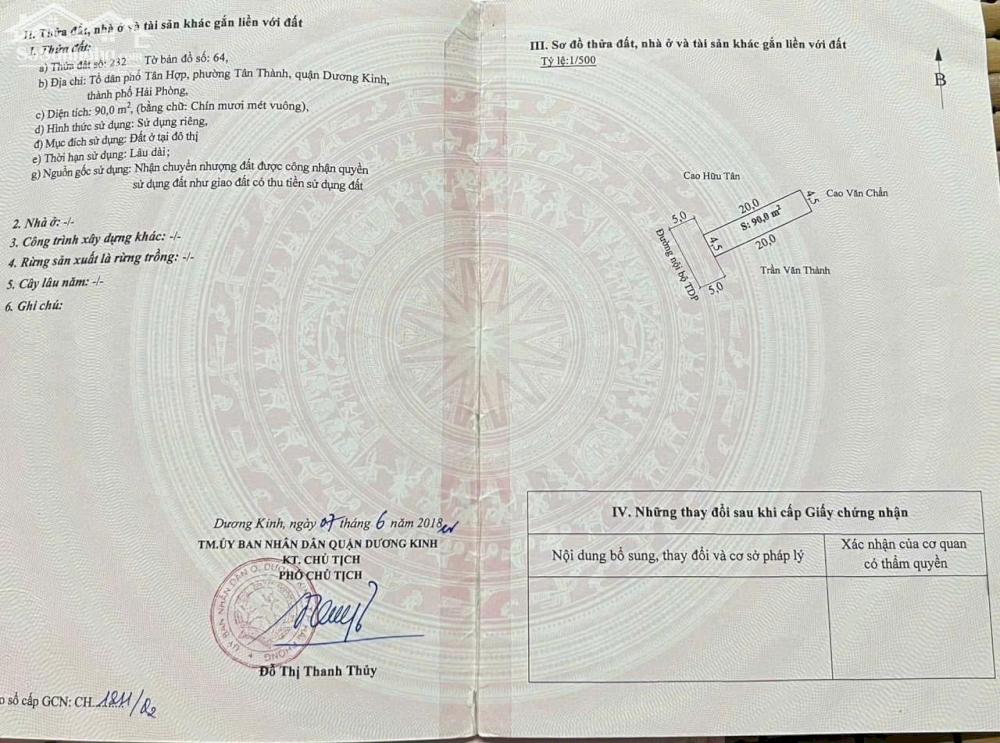 II. Thửa đất, nhà ở và tài sản khác gắn liền với đất
1. Thửa đất:
a) Thửa đất số: 232 Tờ bản đồ số: 64,
b) Địa chỉ: Tổ dân phố Tân Hợp, phường Tân Thành, quận Dương Kinh,
thành phố Hải Phòng,
c) Diện tích: 90,0 m², (bằng chữ: Chín mươi mét vuông),
d) Hình thức sử dụng: Sử dụng riêng,
đ) Mục đích sử dụng: Đất ở tại đô thị
e) Thời hạn sử dụng: Lâu dài;
g) Nguồn gốc sử dụng: Nhận chuyển nhượng đất được công nhận quyền
sử dụng đất như giao đất có thu tiền sử dụng đất
2. Nhà ở: -/-
3. Công trình xây dựng khác: -/-
4. Rừng sản xuất là rừng trồng: -/-
5. Cây lâu năm: -/-
6. Ghi chú:
Dương Kinh, ngày 07 tháng 6 năm 2018
TM.ỦY BAN NHÂN DÂN QUẬN DƯƠNG KINH
KT. CHỦ TỊCH
PHÓ CHỦ TỊCH
Đỗ Thị Thanh Thủy
o sổ cấp GCN: CH
III. Sơ đồ thửa đất, nhà ở và tài sản khác gắn liền với đất
Tỷ lệ:1/500
B
Cao Hữu Tân
Cao Văn Chẩn
20,0
4,5
S: 90,0 m²
5,0
4,5
20,0
Đường nội bộ TDP
Trần Văn Thành
5,0
IV. Những thay đổi sau khi cấp Giấy chứng nhận
Nội dung bổ sung, thay đổi và cơ sở pháp lý
Xác nhận của cơ quan
có thẩm quyền